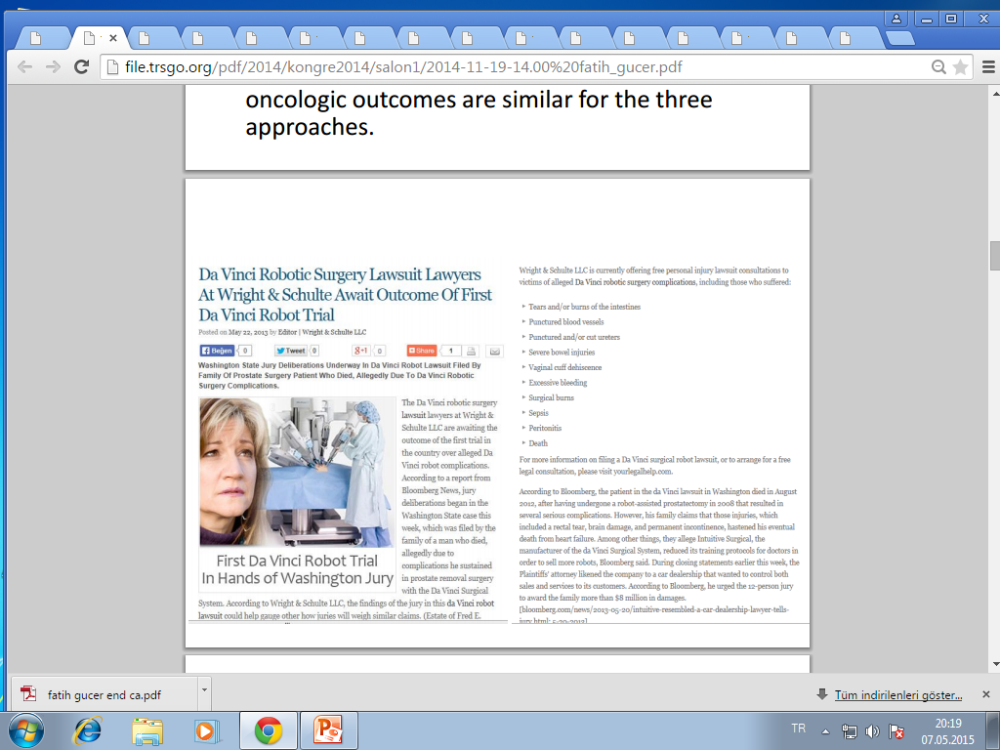 file.trsgo.org/pdf/2014/kongre2014/salon1/2014-11-19-14.00%20fatih_gucer.pdf
oncologic outcomes are similar for the three
approaches.
Da Vinci Robotic Surgery Lawsuit Lawyers
At Wright & Schulte Await Outcome Of First
Da Vinci Robot Trial
Posted on May 22, 2013 by Editor | Wright & Schulte LLC
Beğen 0 Tweet 0 +1 0 Share 1
Washington State Jury Deliberations Underway In Da Vinci Robot Lawsuit Filed By
Family Of Prostate Surgery Patient Who Died, Allegedly Due To Da Vinci Robotic
Surgery Complications.
The Da Vinci robotic surgery
lawsuit lawyers at Wright &
Schulte LLC are awaiting the
outcome of the first trial in
the country over alleged Da
Vinci robot complications.
According to a report from
Bloomberg News, jury
deliberations began in the
Washington State case this
week, which was filed by the
family of a man who died,
allegedly due to
complications he sustained
in prostate removal surgery
with the Da Vinci Surgical
First Da Vinci Robot Trial
In Hands of Washington Jury
System. According to Wright & Schulte LLC, the findings of the jury in this da Vinci robot
lawsuit could help gauge other how juries will weigh similar claims. (Estate of Fred E.
Wright & Schulte LLC is currently offering free personal injury lawsuit consultations to
victims of alleged Da Vinci robotic surgery complications, including those who suffered:
Tears and/or burns of the intestines
Punctured blood vessels
Punctured and/or cut ureters
Severe bowel injuries
Vaginal cuff dehiscence
Excessive bleeding
Surgical burns
Sepsis
Peritonitis
Death
For more information on filing a Da Vinci surgical robot lawsuit, or to arrange for a free
legal consultation, please visit yourlegalhelp.com.
According to Bloomberg, the patient in the da Vinci lawsuit in Washington died in August
2012, after having undergone a robot-assisted prostatectomy in 2008 that resulted in
several serious complications. However, his family claims that those injuries, which
included a rectal tear, brain damage, and permanent incontinence, hastened his eventual
death from heart failure. Among other things, they allege Intuitive Surgical, the
manufacturer of the da Vinci Surgical System, reduced its training protocols for doctors in
order to sell more robots, Bloomberg said. During closing statements earlier this week, the
Plaintiffs' attorney likened the company to a car dealership that wanted to control both
sales and services to its customers. According to Bloomberg, he urged the 12-person jury
to award the family more than $8 million in damages.
[bloomberg.com/news/2013-05-20/intuitive-resembled-a-car-dealership-lawyer-tells-
jury.html; 5-20-2013]
fatih gucer end ca.pdf
Tüm indirilenleri göster...
TR
20:19
07.05.2015